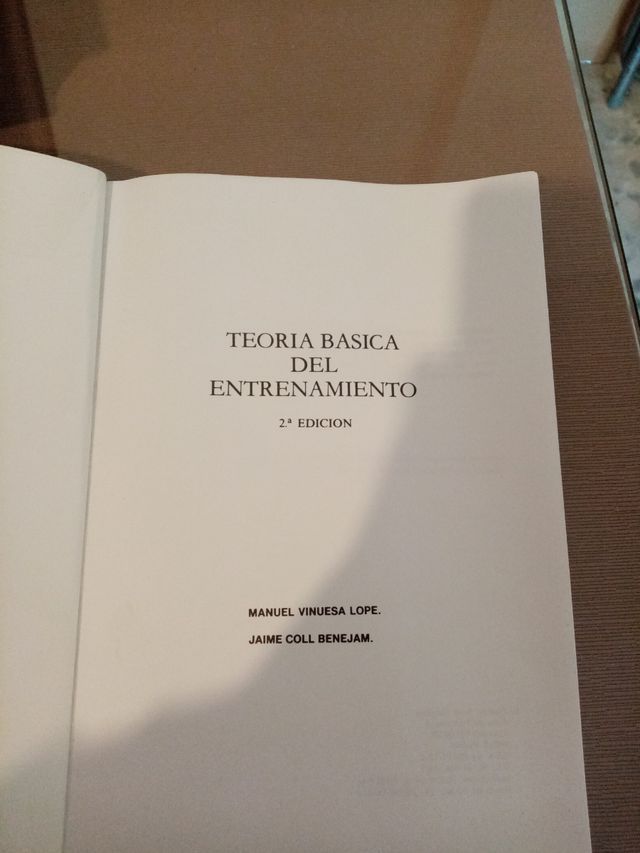 TEORIA BASICA
DEL
ENTRENAMIENTO
2.ª EDICION
MANUEL VINUESA LOPE.
JAIME COLL BENEJAM.